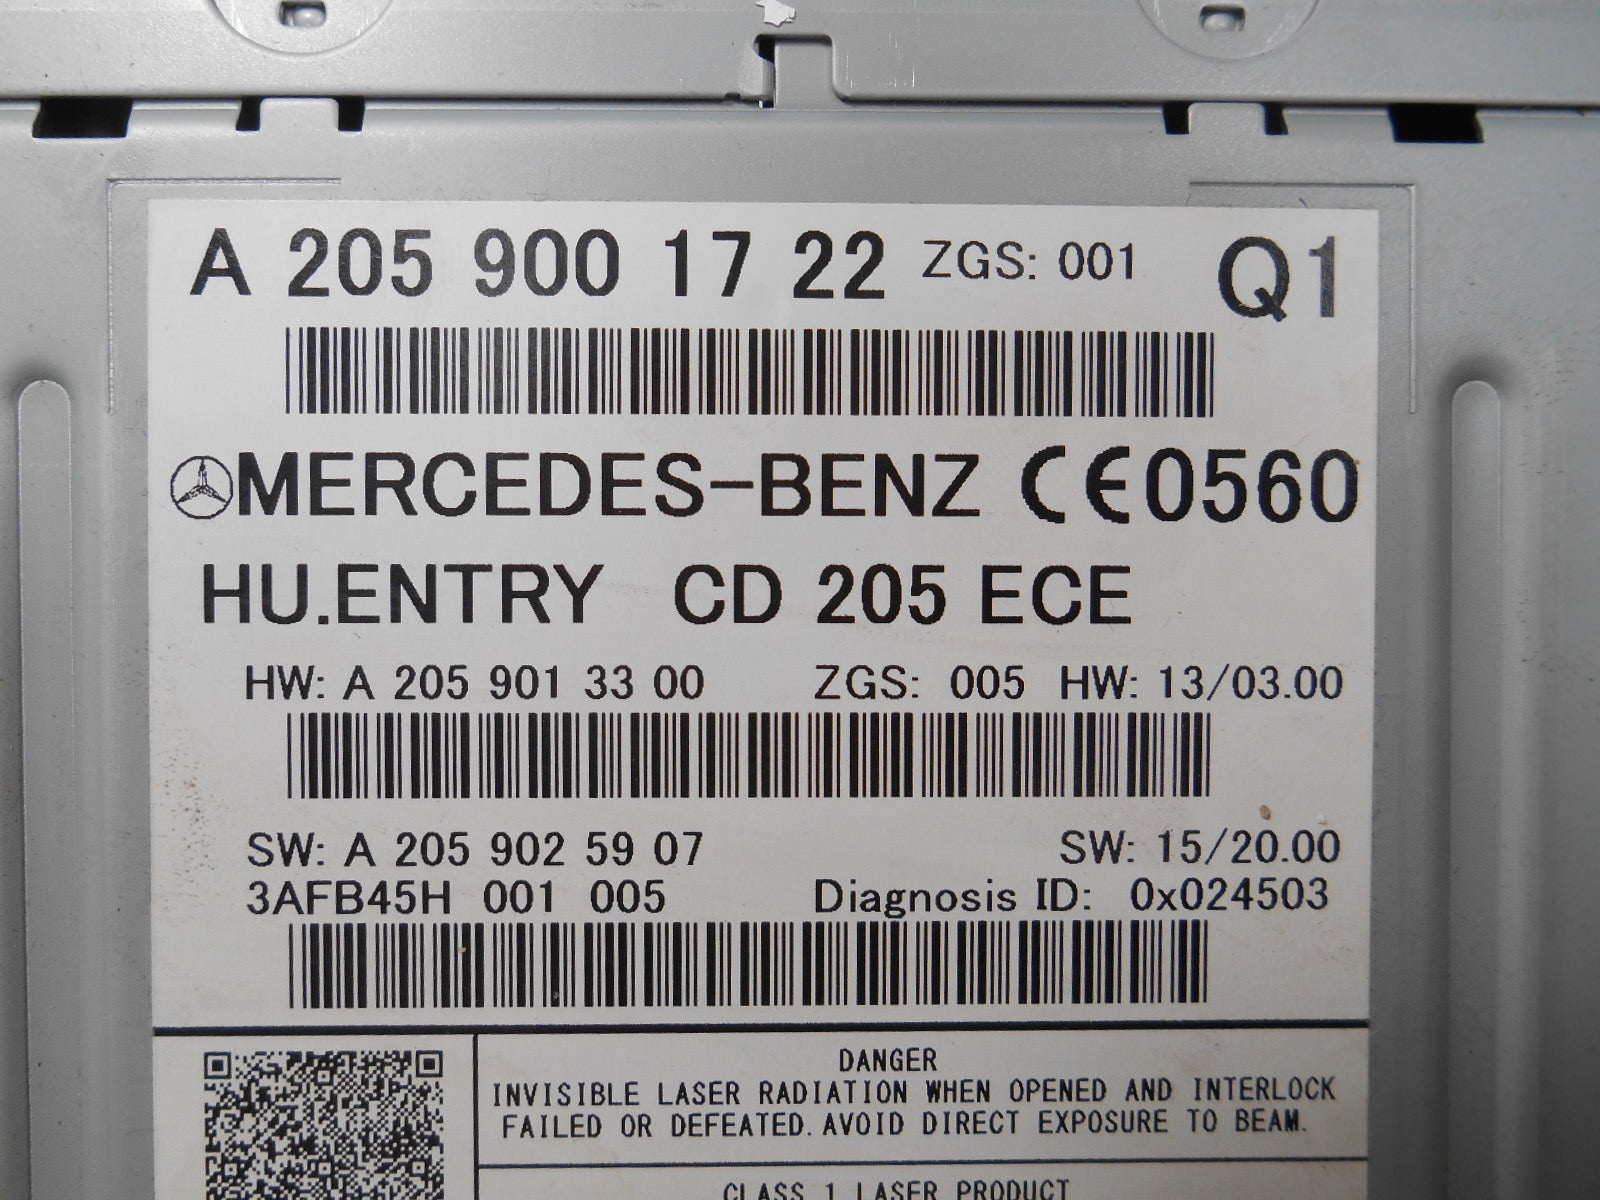 A 205 900 17 22 ZGS: 001 Q1
MERCEDES-BENZ CE0560
HU.ENTRY CD 205 ECE
HW: A 205 901 33 00 ZGS: 005 HW: 13/03.00
SW: A 205 902 59 07 SW: 15/20.00
3AFB45H 001 005 Diagnosis ID: 0x024503
DANGER
INVISIBLE LASER RADIATION WHEN OPENED AND INTERLOCK
FAILED OR DEFEATED. AVOID DIRECT EXPOSURE TO BEAM.
CLASS 1 LASER PRODUCT